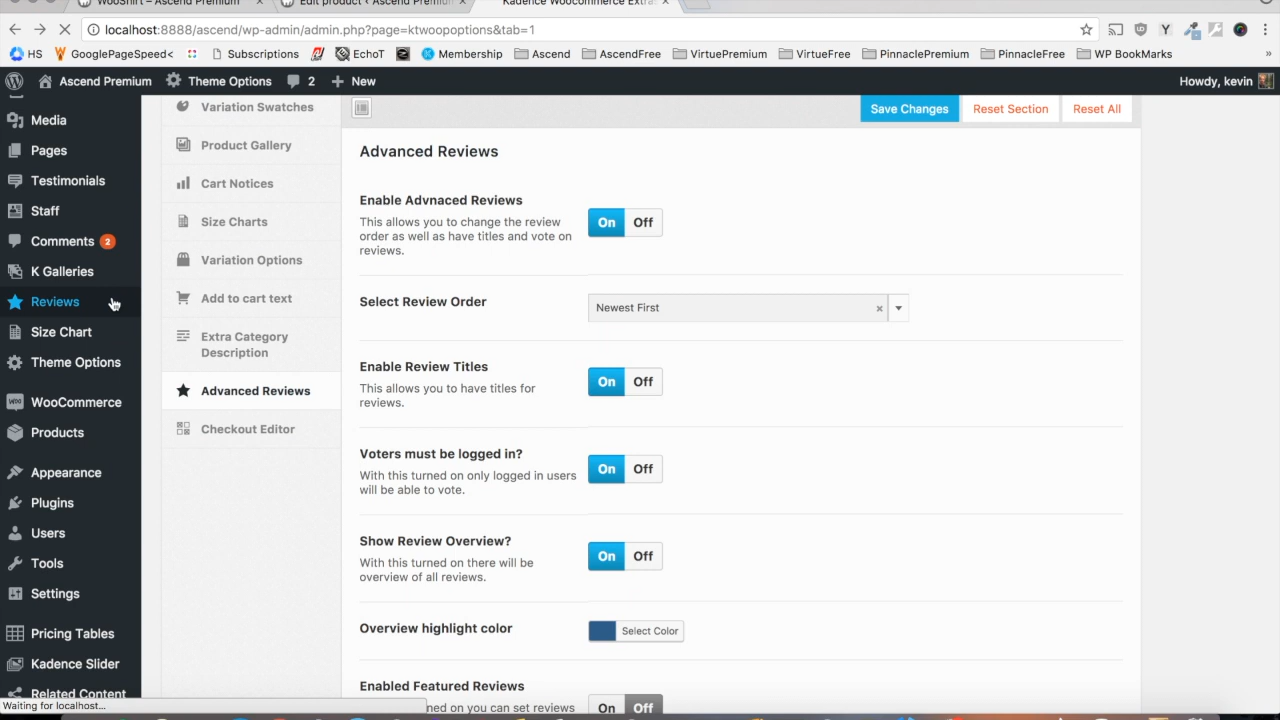 WooShirt – Ascend Premium × Edit product ‹ Ascend Premium × Kadence Woocommerce Extras ×
localhost:8888/ascend/wp-admin/admin.php?page=ktwoopoptions&tab=1
HS GooglePageSpeed< Subscriptions EchoT Membership Ascend AscendFree VirtuePremium VirtueFree PinnaclePremium PinnacleFree WP BookMarks »
Ascend Premium Theme Options 2 + New Howdy, kevin
Media
Pages
Testimonials
Staff
Comments 2
K Galleries
Reviews
Size Chart
Theme Options
WooCommerce
Products
Appearance
Plugins
Users
Tools
Settings
Pricing Tables
Kadence Slider
Related Content
Waiting for localhost...
Variation Swatches
Product Gallery
Cart Notices
Size Charts
Variation Options
Add to cart text
Extra Category
Description
Advanced Reviews
Checkout Editor
Save Changes Reset Section Reset All
Advanced Reviews
Enable Advnaced Reviews
This allows you to change the review
order as well as have titles and vote on
reviews.
On Off
Select Review Order
Newest First ×
Enable Review Titles
This allows you to have titles for
reviews.
On Off
Voters must be logged in?
With this turned on only logged in users
will be able to vote.
On Off
Show Review Overview?
With this turned on there will be
overview of all reviews.
On Off
Overview highlight color
Select Color
Enabled Featured Reviews
ned on you can set reviews
On Off